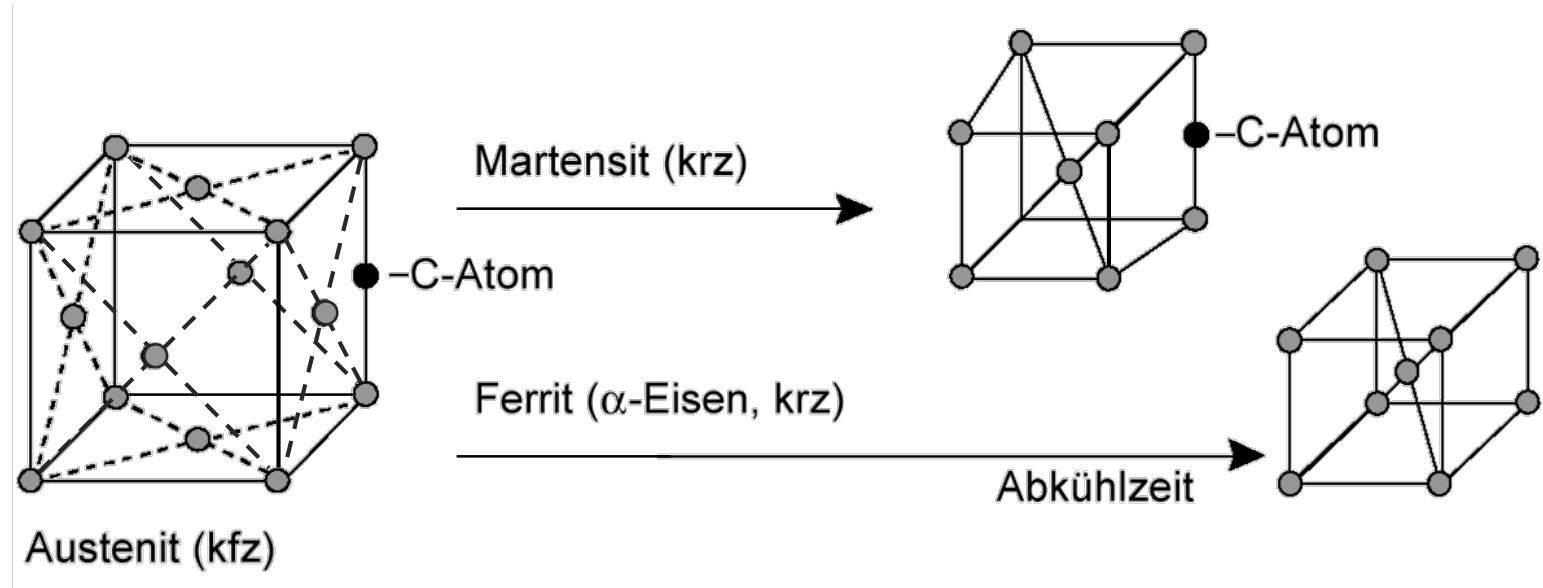 –C-Atom
Martensit (krz)
–C-Atom
Ferrit (α-Eisen, krz)
Abkühlzeit
Austenit (kfz)